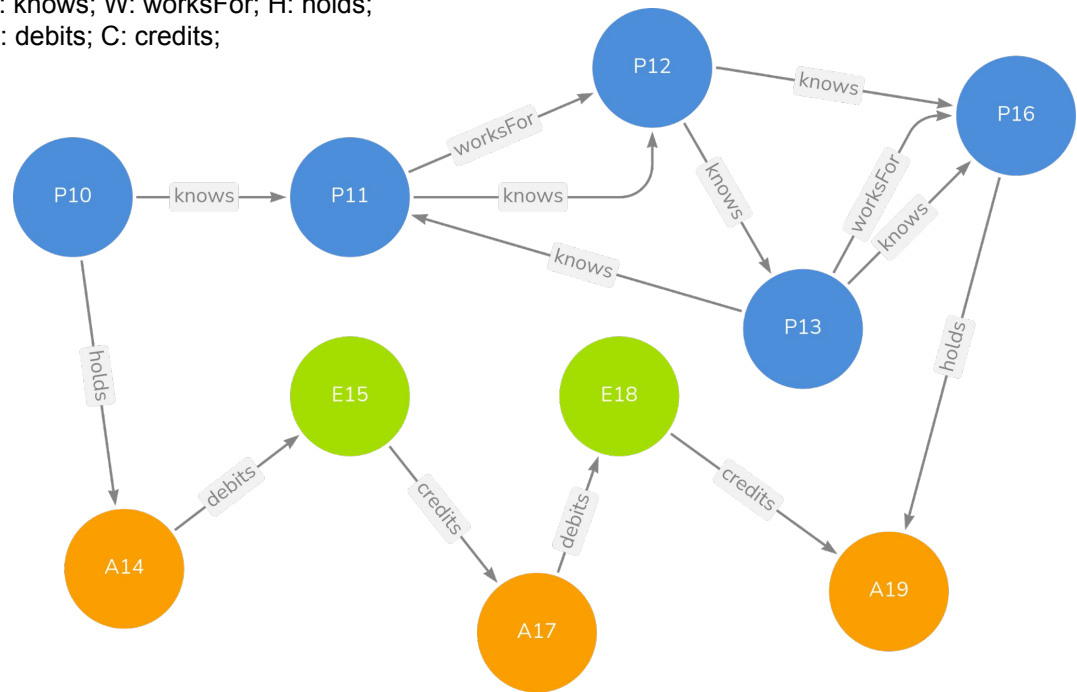 : knows; W: worksFor; H: holds;
: debits; C: credits;
P12
knows
P16
worksFor
P10
knows
P11
knows
knows
worksFor
knows
knows
P13
holds
holds
E15
E18
debits
credits
debits
credits
A14
A17
A19